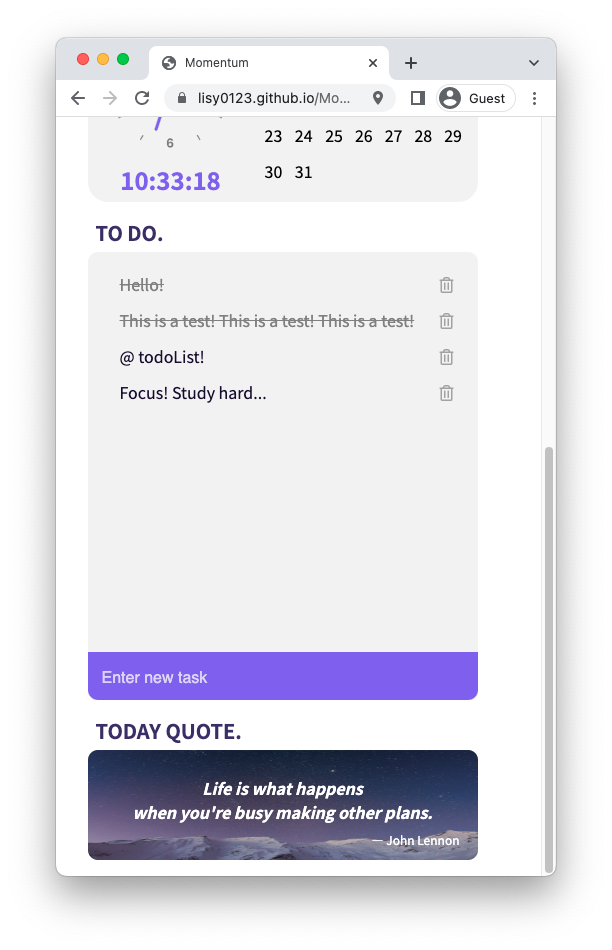 Momentum
lisy0123.github.io/Mo...
Guest
6
10:33:18
23 24 25 26 27 28 29
30 31
TO DO.
Hello!
This is a test! This is a test! This is a test!
@ todoList!
Focus! Study hard...
Enter new task
TODAY QUOTE.
Life is what happens
when you're busy making other plans.
— John Lennon